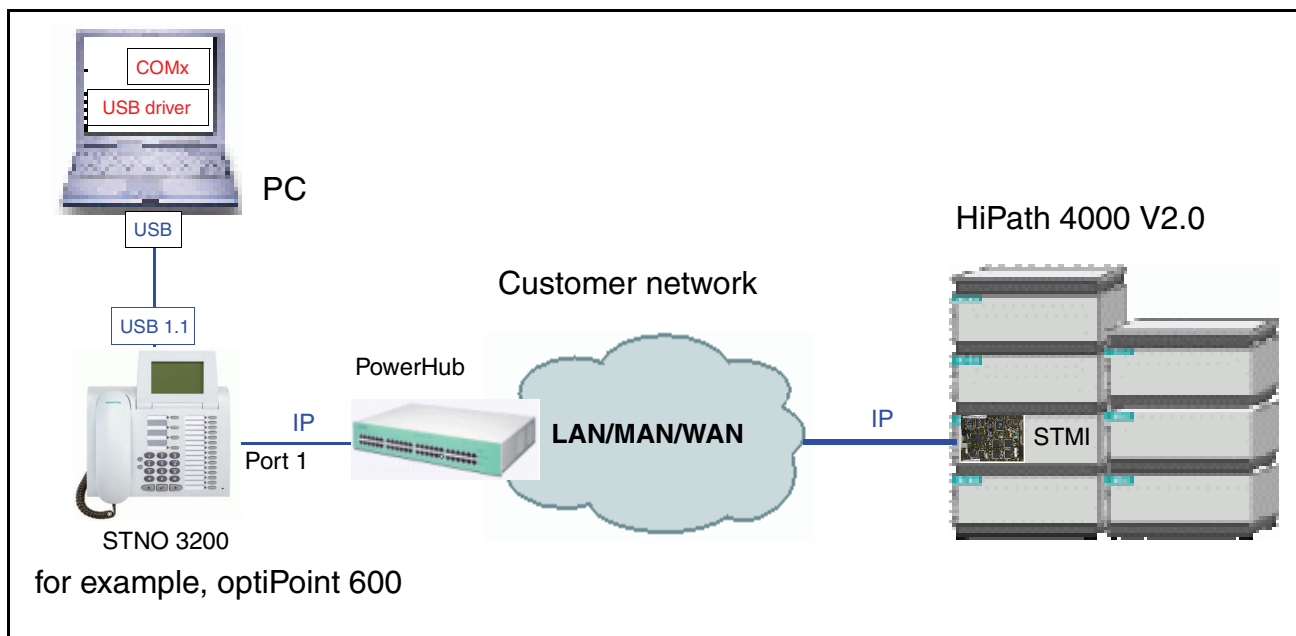 COMx
USB driver
PC
USB
USB 1.1
STNO 3200
for example, optiPoint 600
IP
Port 1
PowerHub
Customer network
LAN/MAN/WAN
IP
HiPath 4000 V2.0
STMI